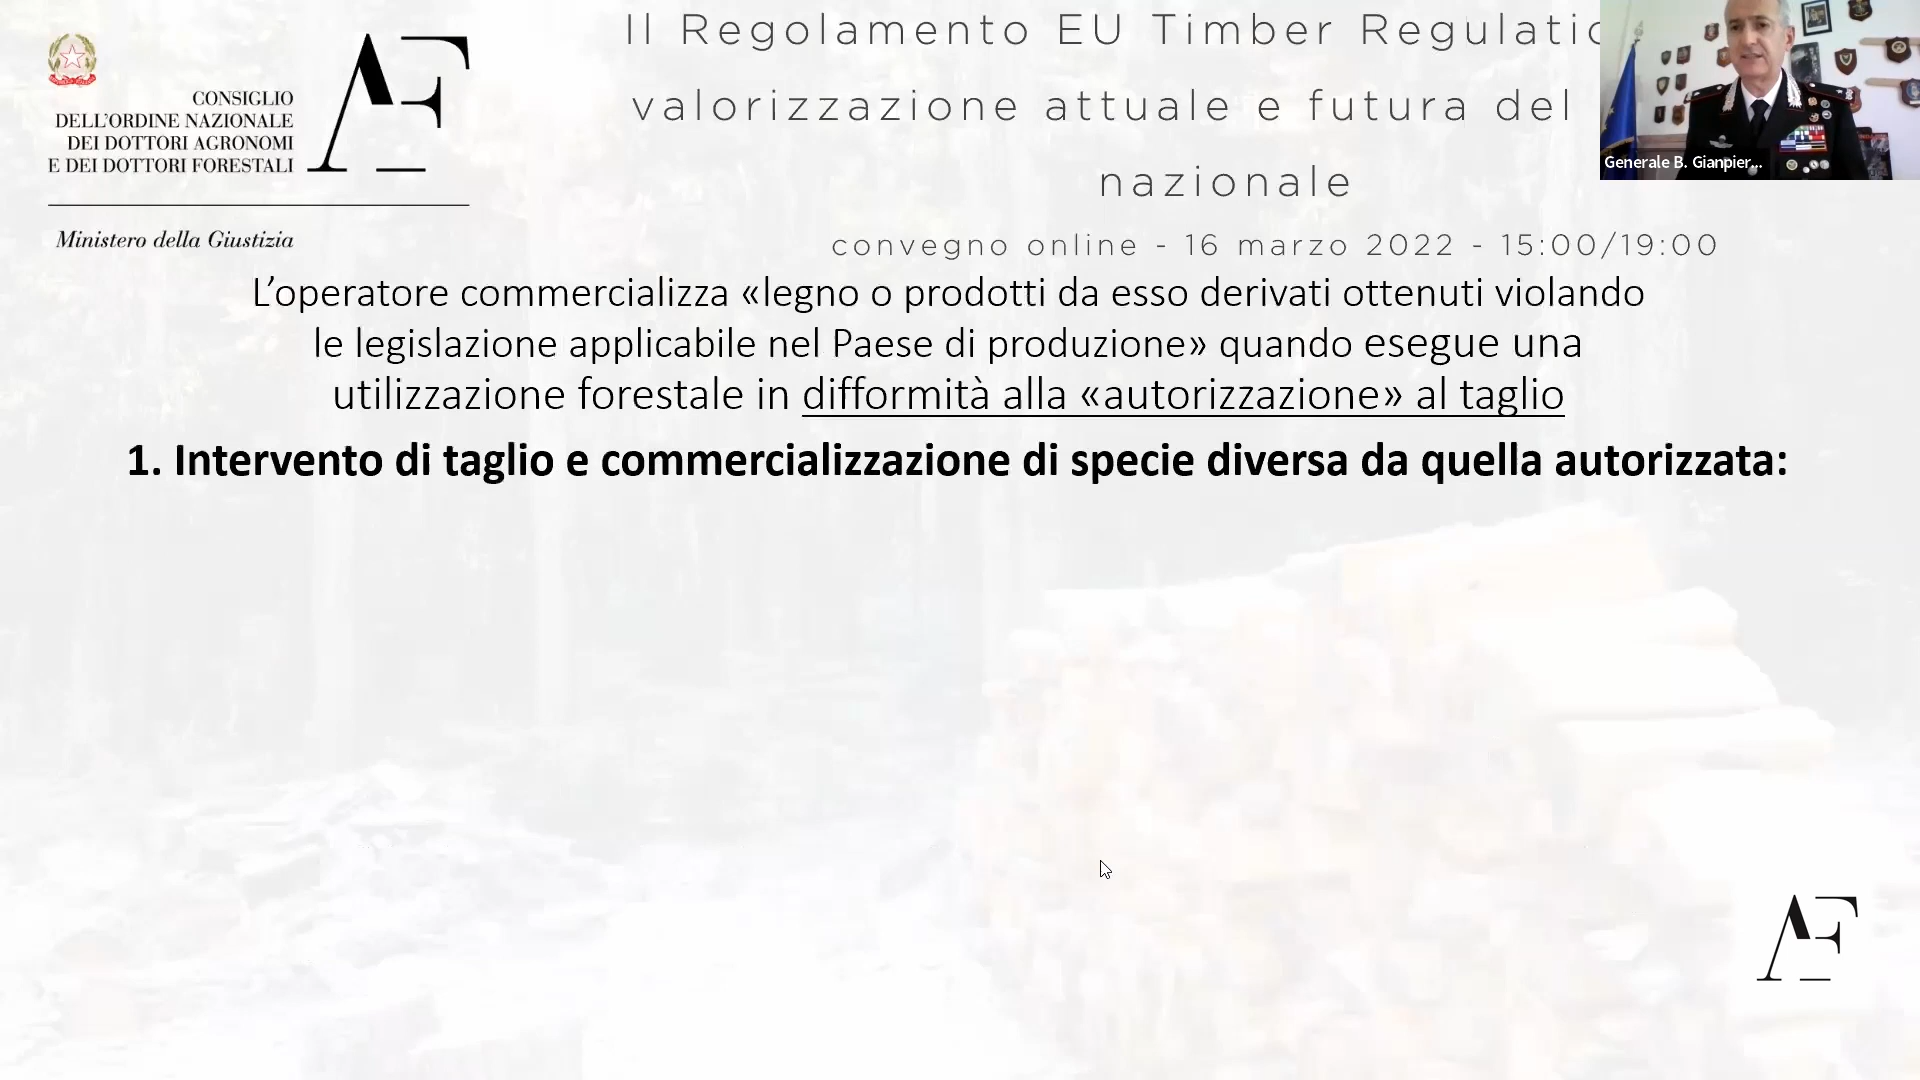 CONSIGLIO
DELL'ORDINE NAZIONALE
DEI DOTTORI AGRONOMI
E DEI DOTTORI FORESTALI
AF
Ministero della Giustizia
Il Regolamento EU Timber
valorizzazione attuale e futura del
nazionale
convegno online - 16 marzo 2022 - 15:00/19:00
Generale B. Gianpier...
L’operatore commercializza «legno o prodotti da esso derivati ottenuti violando
le legislazione applicabile nel Paese di produzione» quando esegue una
utilizzazione forestale in difformità alla «autorizzazione» al taglio
1. Intervento di taglio e commercializzazione di specie diversa da quella autorizzata:
AF